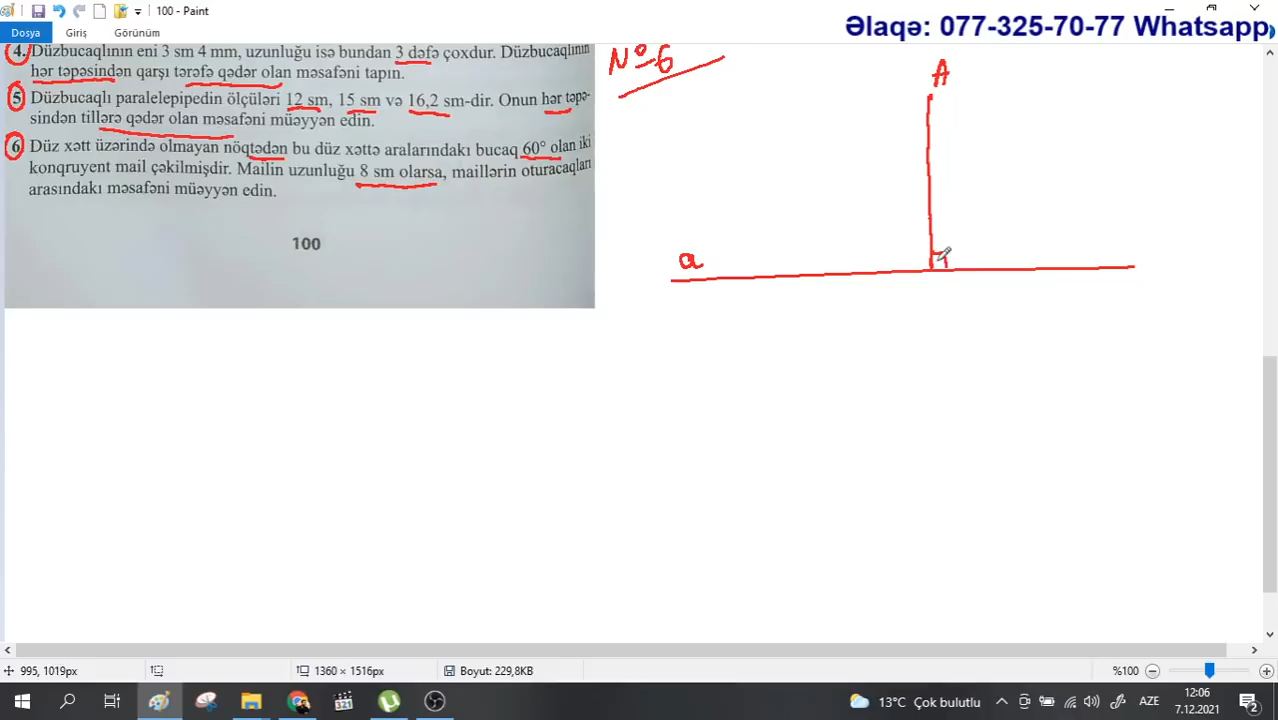 100 - Paint
Əlaqə: 077-325-70-77 Whatsapp
Dosya Giriş Görünüm
4. Düzbucaqlının eni 3 sm 4 mm, uzunluğu isə bundan 3 dəfə çoxdur. Düzbucaqlının
hər təpəsindən qarşı tərəfə qədər olan məsafəni tapın.
5 Düzbucaqlı paralelepipedin ölçüləri 12 sm, 15 sm və 16,2 sm-dir. Onun hər təpə-
sindən tillərə qədər olan məsafəni müəyyən edin.
6 Düz xətt üzərində olmayan nöqtədən bu düz xəttə aralarındakı bucaq 60° olan iki
konqruyent mail çəkilmişdir. Mailin uzunluğu 8 sm olarsa, maillərin oturacaqları
arasındakı məsafəni müəyyən edin.
100
№6
A
a
995, 1019px
1360 × 1516px
Boyut: 229,8KB
%100
13°C Çok bulutlu
AZE
12:06
7.12.2021
2